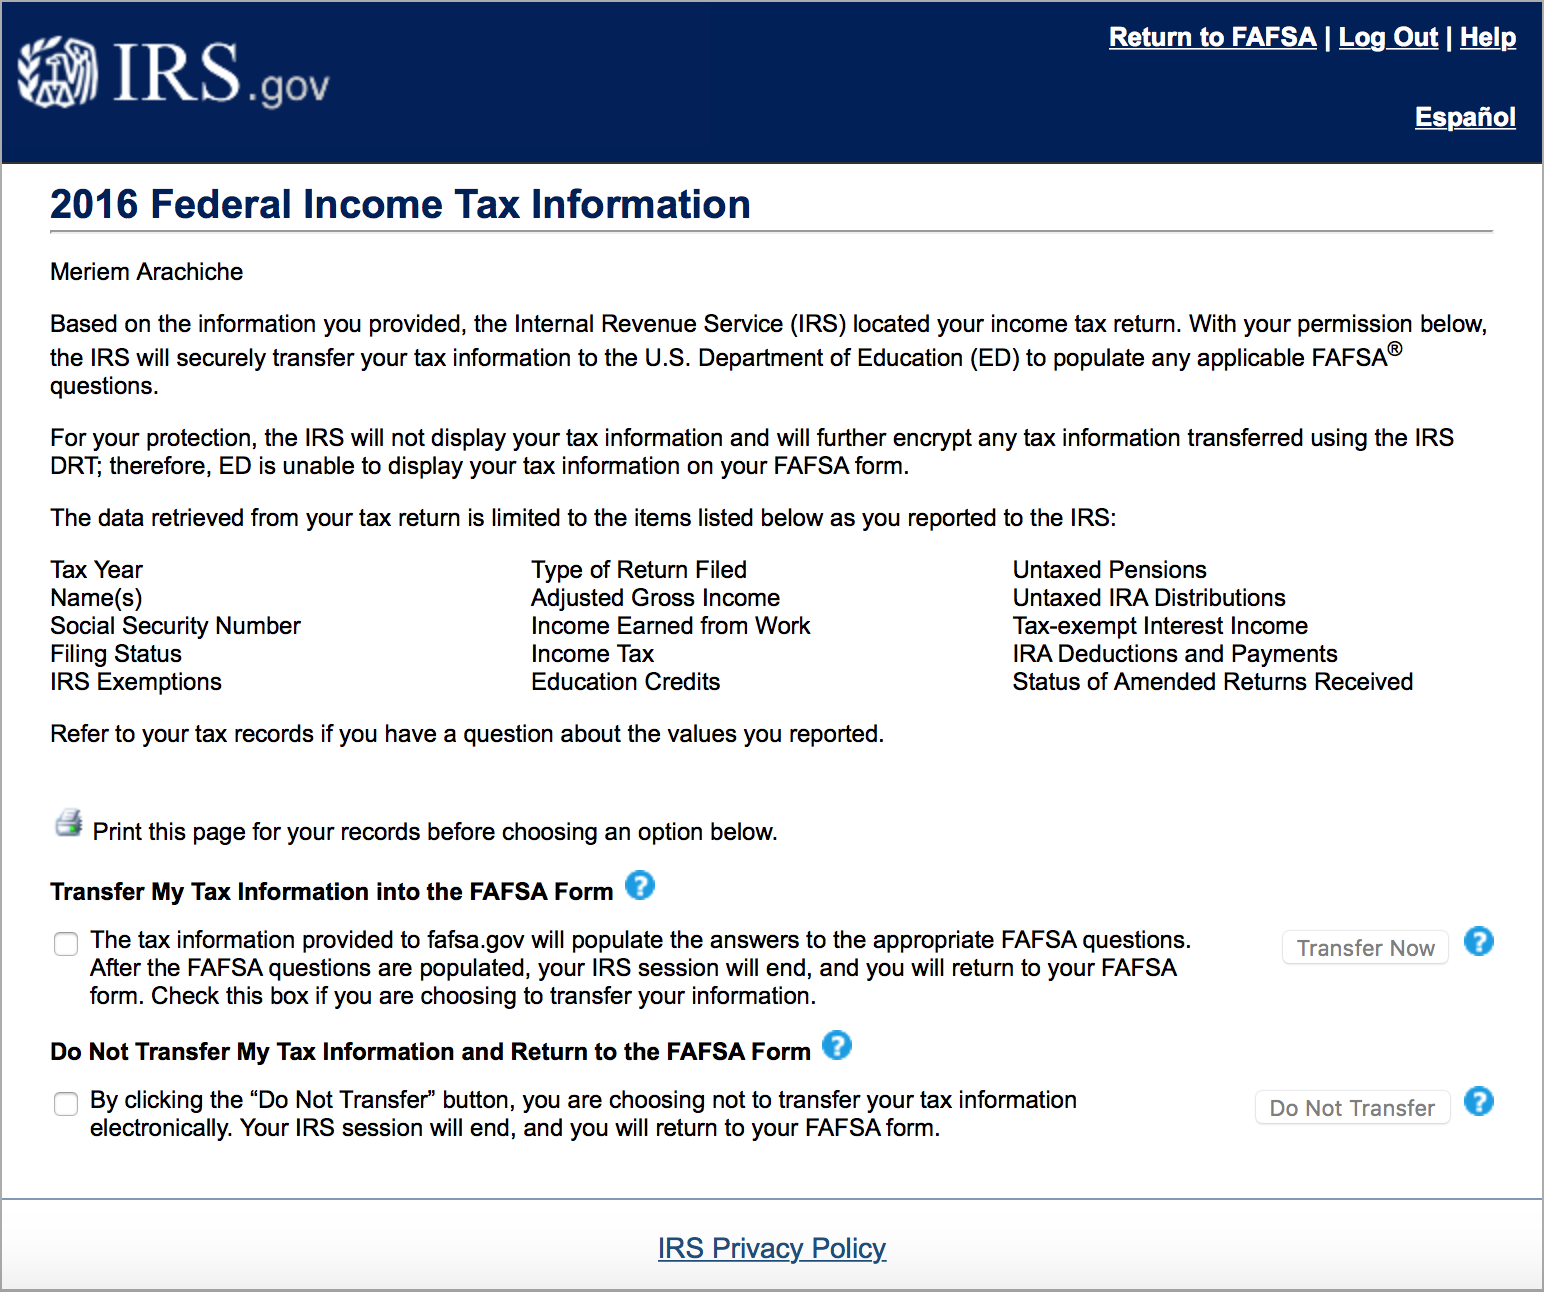 IRS.gov
Return to FAFSA | Log Out | Help
Español
2016 Federal Income Tax Information
Meriem Arachiche
Based on the information you provided, the Internal Revenue Service (IRS) located your income tax return. With your permission below,
the IRS will securely transfer your tax information to the U.S. Department of Education (ED) to populate any applicable FAFSA®
questions.
For your protection, the IRS will not display your tax information and will further encrypt any tax information transferred using the IRS
DRT; therefore, ED is unable to display your tax information on your FAFSA form.
The data retrieved from your tax return is limited to the items listed below as you reported to the IRS:
Tax Year
Name(s)
Social Security Number
Filing Status
IRS Exemptions
Type of Return Filed
Adjusted Gross Income
Income Earned from Work
Income Tax
Education Credits
Untaxed Pensions
Untaxed IRA Distributions
Tax-exempt Interest Income
IRA Deductions and Payments
Status of Amended Returns Received
Refer to your tax records if you have a question about the values you reported.
Print this page for your records before choosing an option below.
Transfer My Tax Information into the FAFSA Form ?
The tax information provided to fafsa.gov will populate the answers to the appropriate FAFSA questions.
After the FAFSA questions are populated, your IRS session will end, and you will return to your FAFSA
form. Check this box if you are choosing to transfer your information.
Transfer Now ?
Do Not Transfer My Tax Information and Return to the FAFSA Form ?
By clicking the “Do Not Transfer” button, you are choosing not to transfer your tax information
electronically. Your IRS session will end, and you will return to your FAFSA form.
Do Not Transfer ?
IRS Privacy Policy